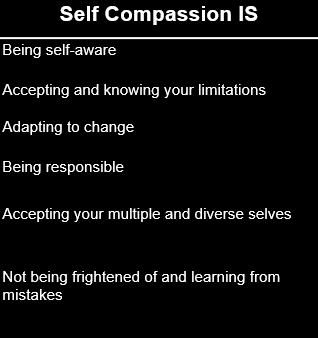 Self Compassion IS
Being self-aware
Accepting and knowing your limitations
Adapting to change
Being responsible
Accepting your multiple and diverse selves
Not being frightened of and learning from
mistakes